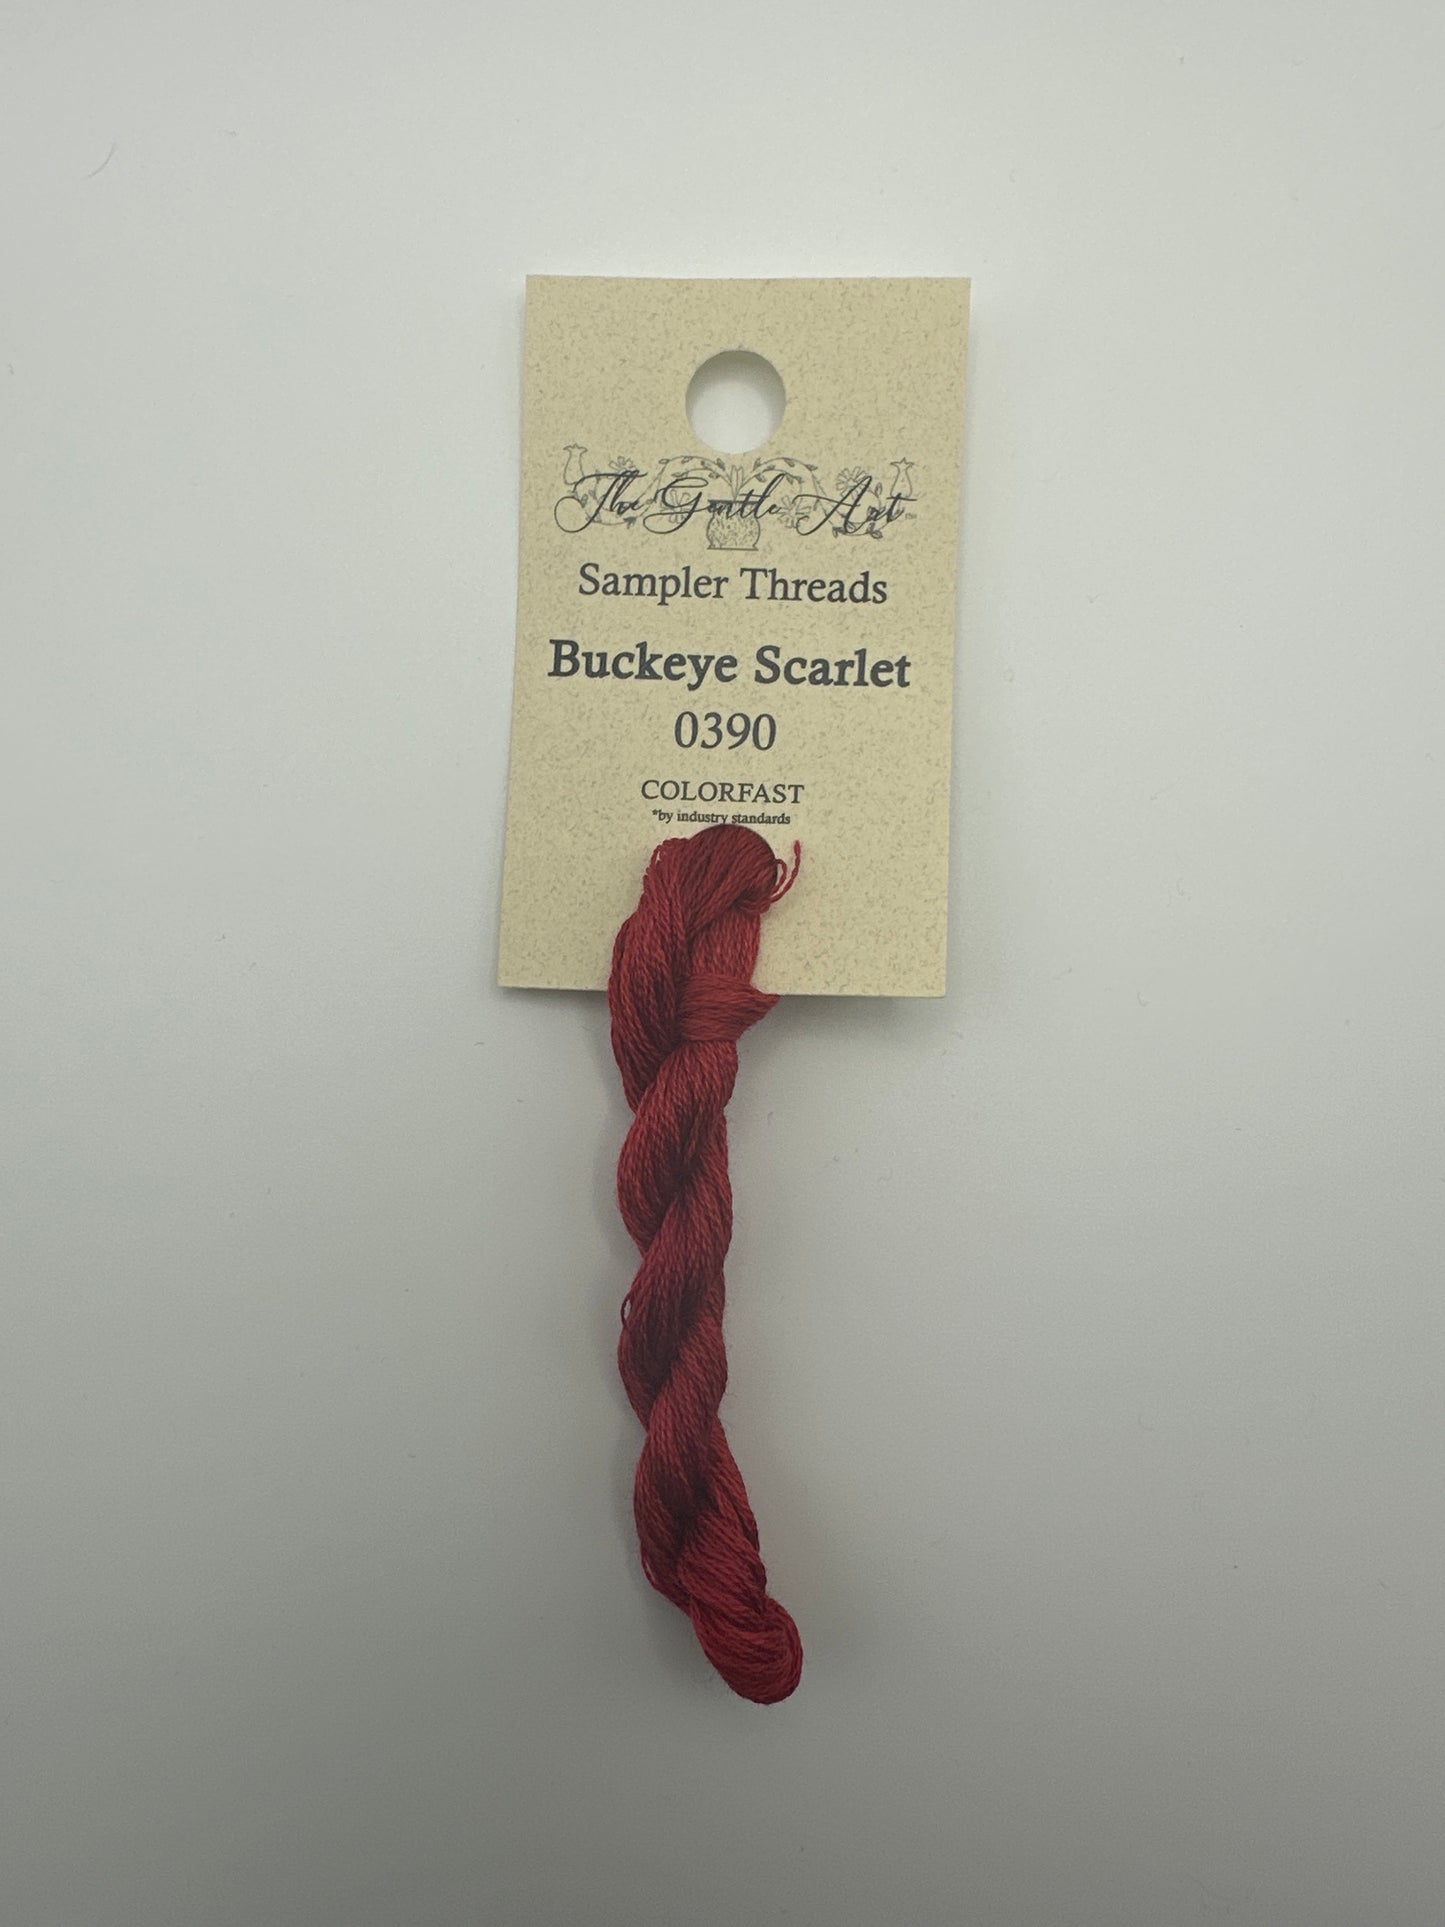 The Gentle Art
Sampler Threads
Buckeye Scarlet
0390
COLORFAST
*by industry standards